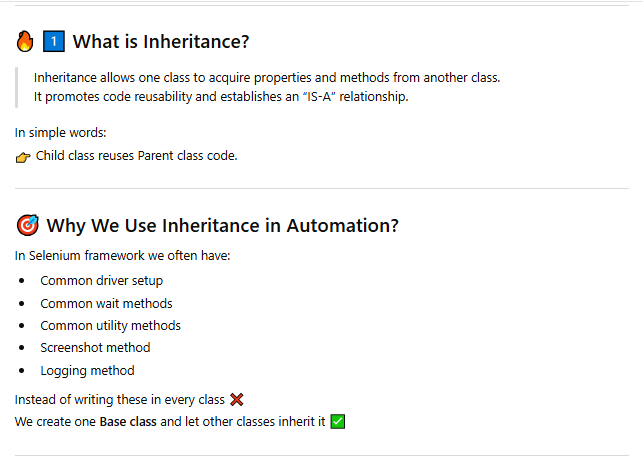 🔥 1️⃣ What is Inheritance?
Inheritance allows one class to acquire properties and methods from another class.
It promotes code reusability and establishes an “IS-A” relationship.
In simple words:
👉 Child class reuses Parent class code.
🎯 Why We Use Inheritance in Automation?
In Selenium framework we often have:
• Common driver setup
• Common wait methods
• Common utility methods
• Screenshot method
• Logging method
Instead of writing these in every class ❌
We create one Base class and let other classes inherit it ✅